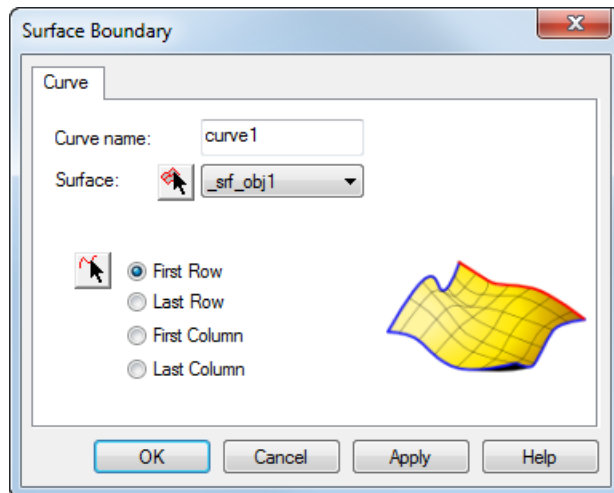 Surface Boundary
Curve
Curve name: curve1
Surface: _srf_obj1
First Row
Last Row
First Column
Last Column
OK Cancel Apply Help